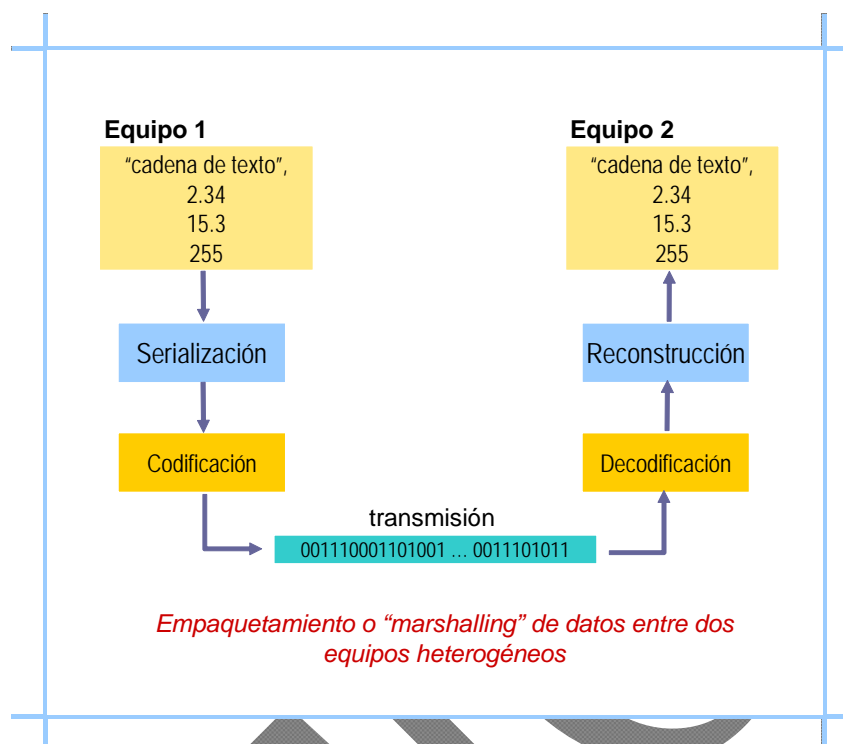 Equipo 1
“cadena de texto”,
2.34
15.3
255
Serialización
Codificación
transmisión
001110001101001 ... 0011101011
Equipo 2
“cadena de texto”,
2.34
15.3
255
Reconstrucción
Decodificación
Empaquetamiento o “marshalling” de datos entre dos
equipos heterogéneos